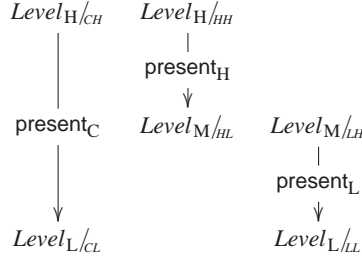 Level_H/CH Level_H/HH
present_H
present_C Level_M/HL Level_M/LH
present_L
Level_L/CL Level_L/LL